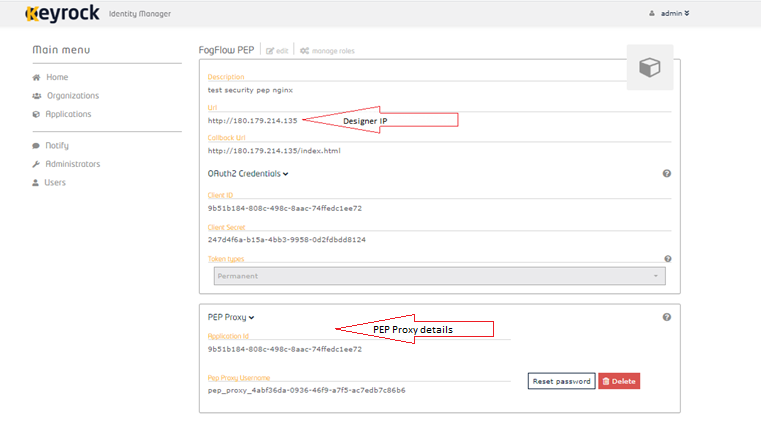 Keyrock Identity Manager
admin
Main menu
Home
Organizations
Applications
Notify
Administrators
Users
FogFlow PEP edit manage roles
Description
test security pep nginx
Url
http://180.179.214.135 Designer IP
Callback Url
http://180.179.214.135/index.html
OAuth2 Credentials
Client ID
9b51b184-808c-498c-8aac-74ffedc1ee72
Client Secret
247d4f6a-b15a-4bb3-9958-0d2fdbdd8124
Token types
Permanent
PEP Proxy
PEP Proxy details
Application Id
9b51b184-808c-498c-8aac-74ffedc1ee72
Pep Proxy Username
pep_proxy_4abf36da-0936-46f9-a7f5-ac7edb7c86b6
Reset password Delete